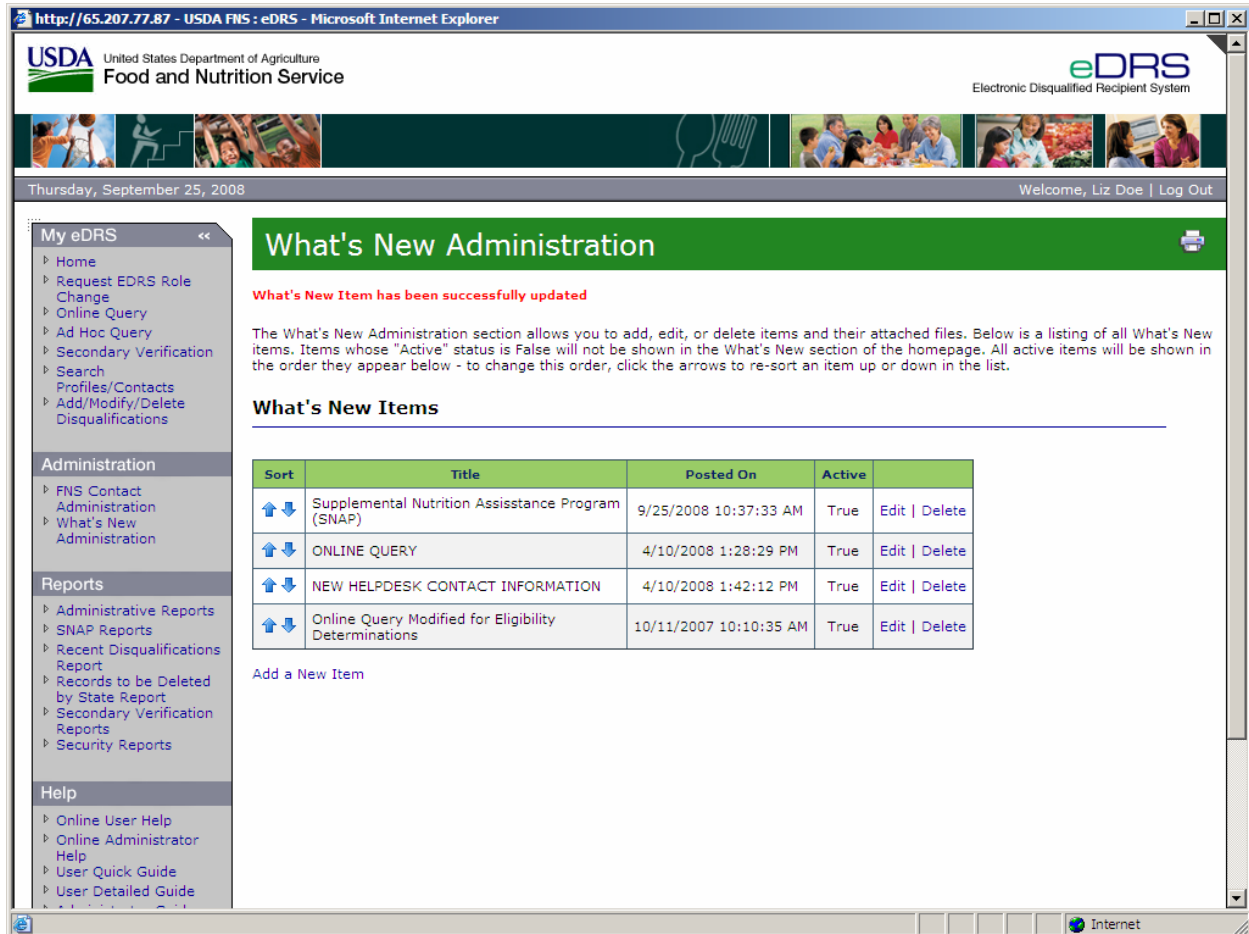 http://65.207.77.87 - USDA FNS : eDRS - Microsoft Internet Explorer
USDA United States Department of Agriculture
Food and Nutrition Service
eDRS
Electronic Disqualified Recipient System
Thursday, September 25, 2008
Welcome, Liz Doe | Log Out
My eDRS <<
Home
Request EDRS Role
Change
Online Query
Ad Hoc Query
Secondary Verification
Search
Profiles/Contacts
Add/Modify/Delete
Disqualifications
Administration
FNS Contact
Administration
What's New
Administration
Reports
Administrative Reports
SNAP Reports
Recent Disqualifications
Report
Records to be Deleted
by State Report
Secondary Verification
Reports
Security Reports
Help
Online User Help
Online Administrator
Help
User Quick Guide
User Detailed Guide
What's New Administration
What's New Item has been successfully updated
The What's New Administration section allows you to add, edit, or delete items and their attached files. Below is a listing of all What's New
items. Items whose "Active" status is False will not be shown in the What's New section of the homepage. All active items will be shown in
the order they appear below - to change this order, click the arrows to re-sort an item up or down in the list.
What's New Items
Sort Title Posted On Active
Supplemental Nutrition Assisstance Program
(SNAP) 9/25/2008 10:37:33 AM True Edit | Delete
ONLINE QUERY 4/10/2008 1:28:29 PM True Edit | Delete
NEW HELPDESK CONTACT INFORMATION 4/10/2008 1:42:12 PM True Edit | Delete
Online Query Modified for Eligibility
Determinations 10/11/2007 10:10:35 AM True Edit | Delete
Add a New Item
Internet